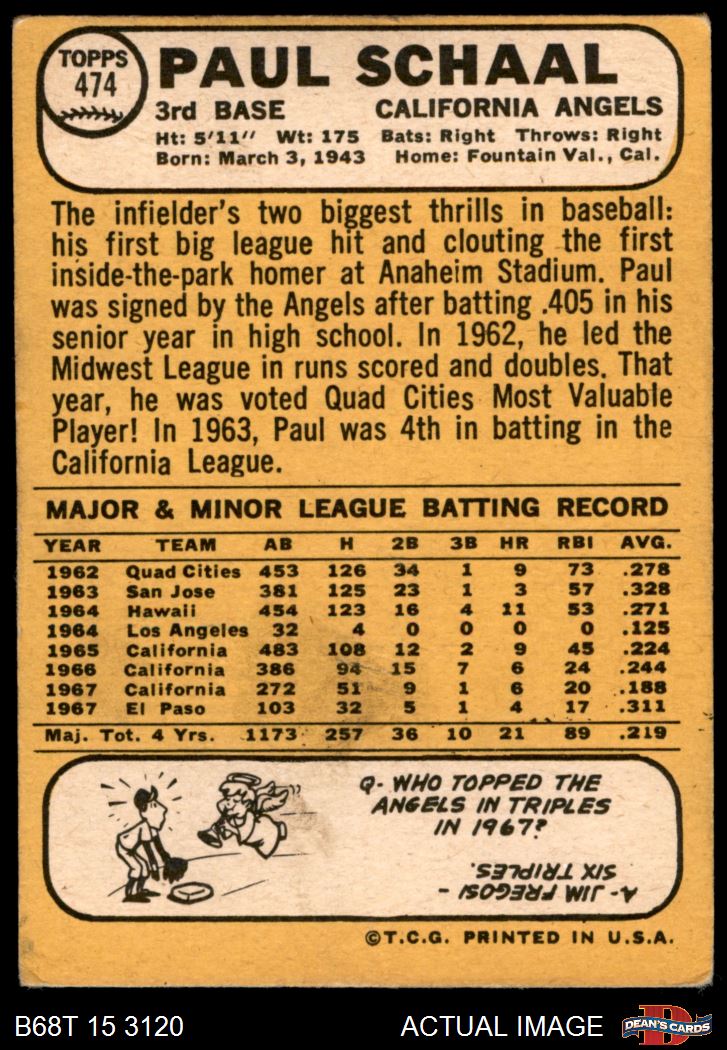 TOPPS
474
PAUL SCHAAL
3rd BASE CALIFORNIA ANGELS
Ht: 5'11" Wt: 175 Bats: Right Throws: Right
Born: March 3, 1943 Home: Fountain Val., Cal.
The infielder's two biggest thrills in baseball:
his first big league hit and clouting the first
inside-the-park homer at Anaheim Stadium. Paul
was signed by the Angels after batting .405 in his
senior year in high school. In 1962, he led the
Midwest League in runs scored and doubles. That
year, he was voted Quad Cities Most Valuable
Player! In 1963, Paul was 4th in batting in the
California League.
MAJOR & MINOR LEAGUE BATTING RECORD
YEAR TEAM AB H 2B 3B HR RBI AVG.
1962 Quad Cities 453 126 34 1 9 73 .278
1963 San Jose 381 125 23 1 3 57 .328
1964 Hawaii 454 123 16 4 11 53 .271
1964 Los Angeles 32 4 0 0 0 0 .125
1965 California 483 108 12 2 9 45 .224
1966 California 386 94 15 7 6 24 .244
1967 California 272 51 9 1 6 20 .188
1967 El Paso 103 32 5 1 4 17 .311
Maj. Tot. 4 Yrs. 1173 257 36 10 21 89 .219
Q- WHO TOPPED THE
ANGELS IN TRIPLES
IN 1967?
A- JIM FREGOSI -
SIX TRIPLES.
©T.C.G. PRINTED IN U.S.A.
B68T 15 3120 ACTUAL IMAGE D DEAN'S CARDS